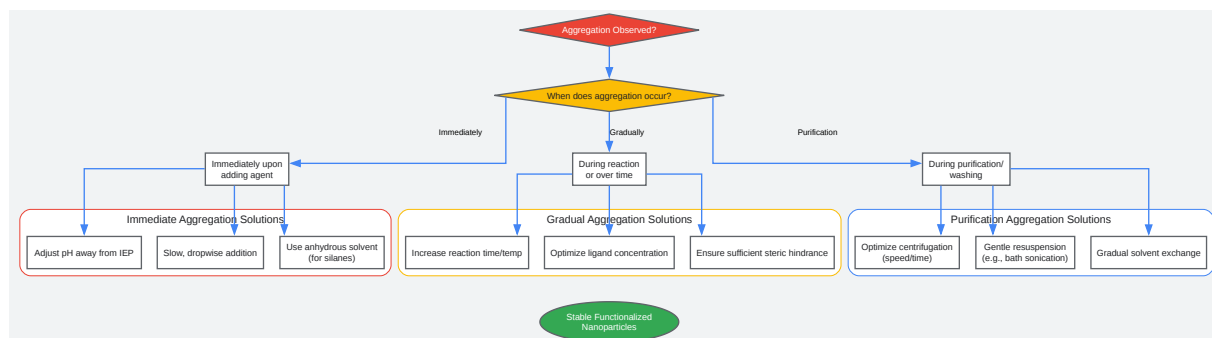 Aggregation Observed?
When does aggregation occur?
Immediately
Gradually
Purification
Immediately upon
adding agent
During reaction
or over time
During purification/
washing
Immediate Aggregation Solutions
Gradual Aggregation Solutions
Purification Aggregation Solutions
Adjust pH away from IEP
Slow, dropwise addition
Use anhydrous solvent
(for silanes)
Increase reaction time/temp
Optimize ligand concentration
Ensure sufficient steric hindrance
Optimize centrifugation
(speed/time)
Gentle resuspension
(e.g., bath sonication)
Gradual solvent exchange
Stable Functionalized
Nanoparticles